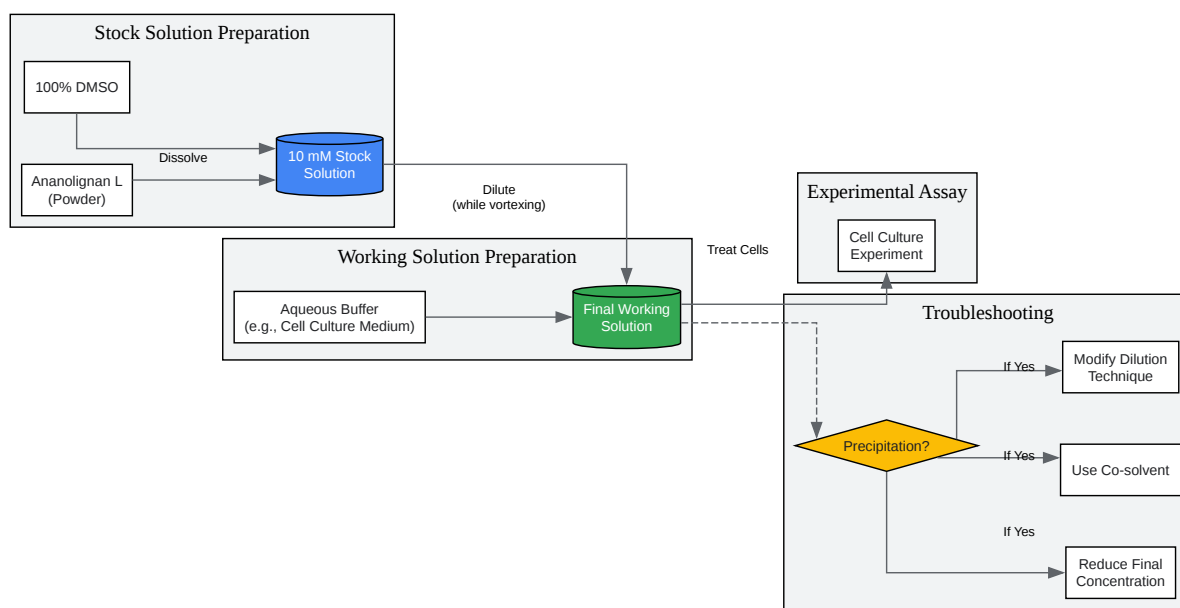 Stock Solution Preparation
100% DMSO
Dissolve
Ananolignan L
(Powder)
10 mM Stock
Solution
Dilute
(while vortexing)
Working Solution Preparation
Aqueous Buffer
(e.g., Cell Culture Medium)
Final Working
Solution
Treat Cells
Experimental Assay
Cell Culture
Experiment
Troubleshooting
Precipitation?
If Yes
Modify Dilution
Technique
If Yes
Use Co-solvent
If Yes
Reduce Final
Concentration